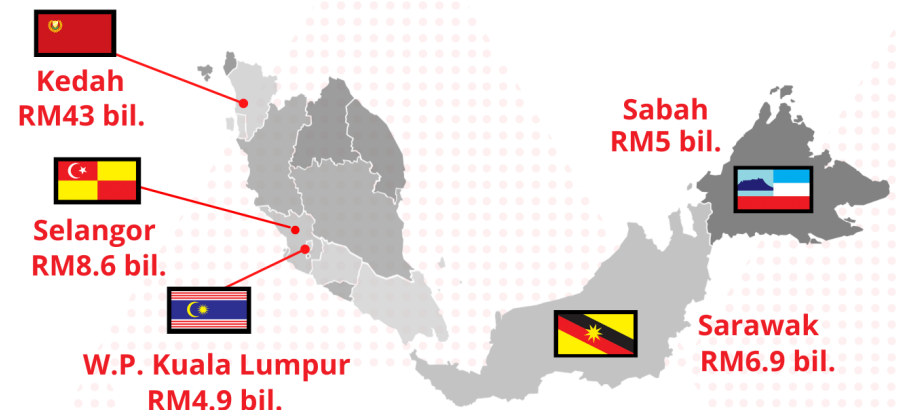 Kedah
RM43 bil.
Selangor
RM8.6 bil.
W.P. Kuala Lumpur
RM4.9 bil.
Sabah
RM5 bil.
Sarawak
RM6.9 bil.